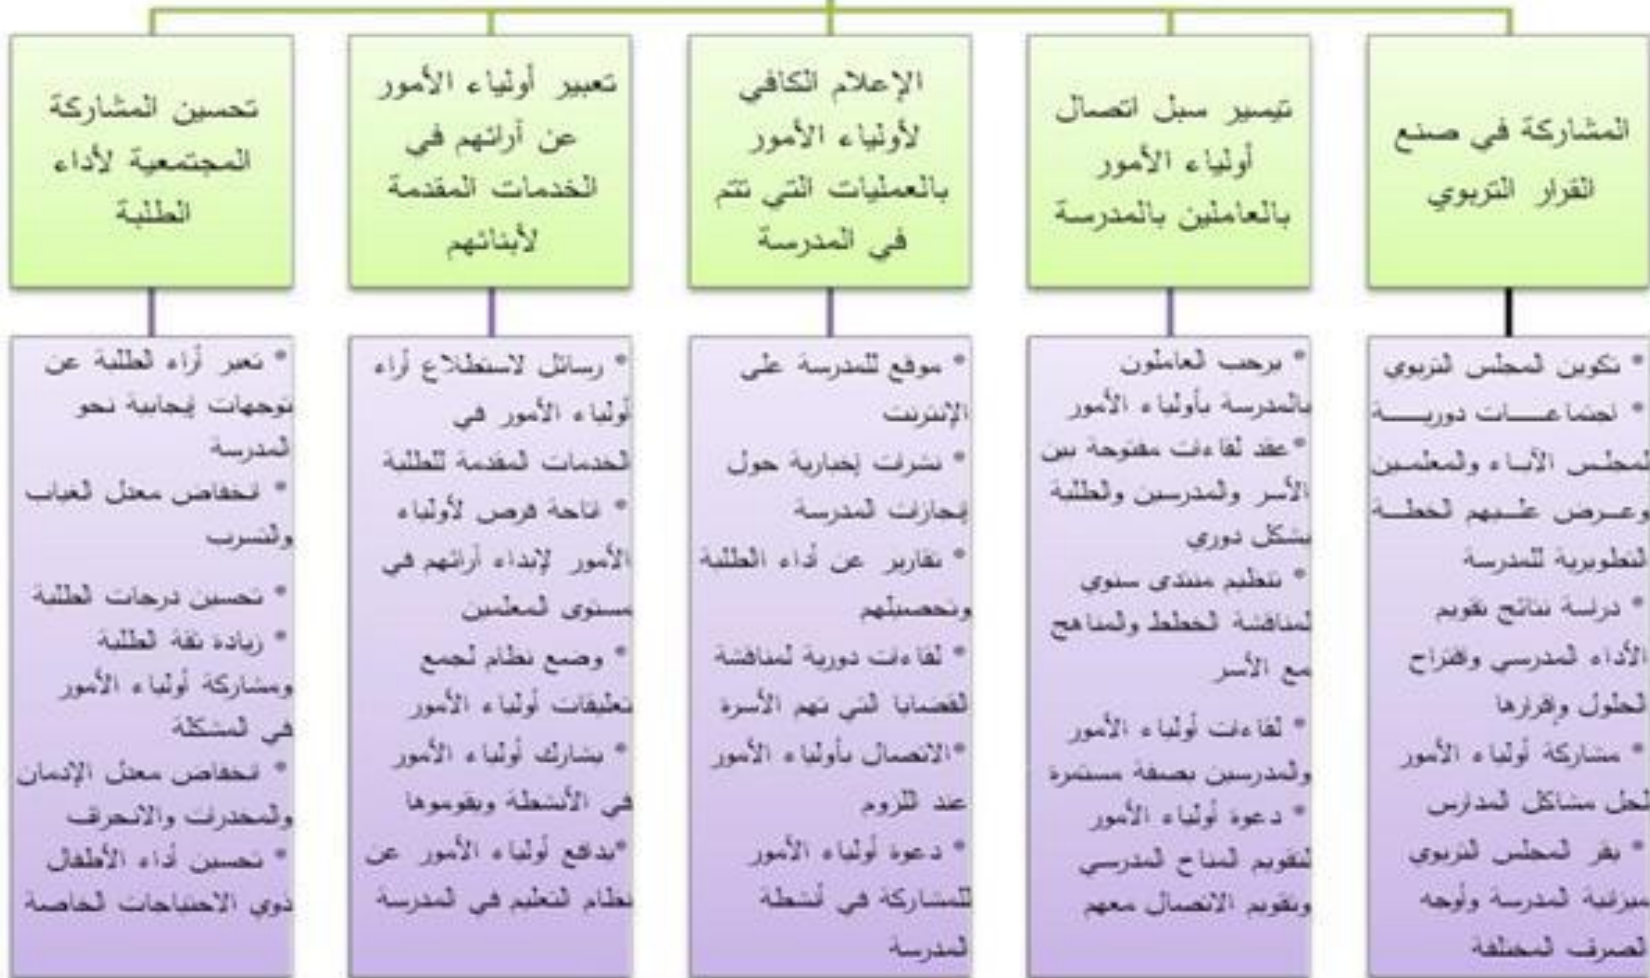 المشاركة في صنع
القرار التربوي
تيسير سبل اتصال
أولياء الأمور
بالعاملين بالمدرسة
الإعلام الكافي
لأولياء الأمور
بالعمليات التي تتم
في المدرسة
تعبير أولياء الأمور
عن أرائهم في
الخدمات المقدمة
لأبنائهم
تحسين المشاركة
المجتمعية لأداء
الطلبة
* تكوين المجلس التربوي
* اجتماعـــات دوريـــة
لمجلس الآباء والمعلمين
وعرض عليهم الخطة
التطويرية للمدرسة
* دراسة نتائج تقويم
الأداء المدرسي واقتراح
الحلول وإقرارها
* مشاركة أولياء الأمور
لحل مشاكل المدارس
* يقر المجلس التربوي
ميزانية المدرسة وأوجه
الصرف المختلفة
* يرحب العاملون
بالمدرسة بأولياء الأمور
*عقد لقاءات مفتوحة بين
الأسر والمدرسين والطلبة
بشكل دوري
* تنظيم منتدى سنوي
لمناقشة الخطط والمناهج
مع الأسر
* لقاءات أولياء الأمور
والمدرسين بصفة مستمرة
* دعوة أولياء الأمور
لتقويم المناخ المدرسي
وتقويم الاتصال معهم
* موقع للمدرسة على
الإنترنت
* نشرات إخبارية حول
إنجازات المدرسة
* تقارير عن أداء الطلبة
وتحصيلهم
* لقاءات دورية لمناقشة
القضايا التي تهم الأسرة
*الاتصال بأولياء الأمور
عند اللزوم
* دعوة أولياء الأمور
للمشاركة في أنشطة
المدرسة
* رسائل لاستطلاع أراء
أولياء الأمور في
الخدمات المقدمة للطلبة
* اتاحة فرص لأولياء
الأمور لإبداء أرائهم في
مستوى المعلمين
* وضع نظام لجمع
تعليقات أولياء الأمور
* يشارك أولياء الأمور
في الأنشطة ويقوموها
*يدافع أولياء الأمور عن
نظام التعليم في المدرسة
* تعبر أراء الطلبة عن
توجهات إيجابية نحو
المدرسة
* انخفاض معدل الغياب
والتسرب
* تحسين درجات الطلبة
* زيادة ثقة الطلبة
ومشاركة أولياء الأمور
في المشكلة
* انخفاض معدل الإدمان
والمخدرات والانحراف
* تحسين أداء الأطفال
ذوي الاحتياجات الخاصة